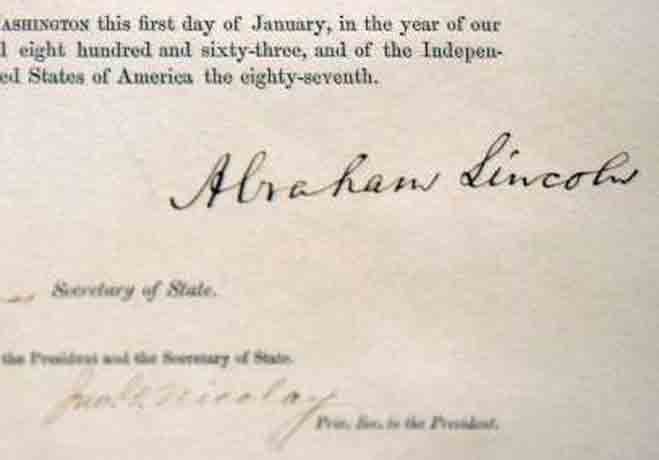 ASHINGTON this first day of January, in the year of our
l eight hundred and sixty-three, and of the Indepen-
ed States of America the eighty-seventh.
Abraham Lincoln
Secretary of State.
the President and the Secretary of State.
Jno. G. Nicolay
Priv. Sec. to the President.